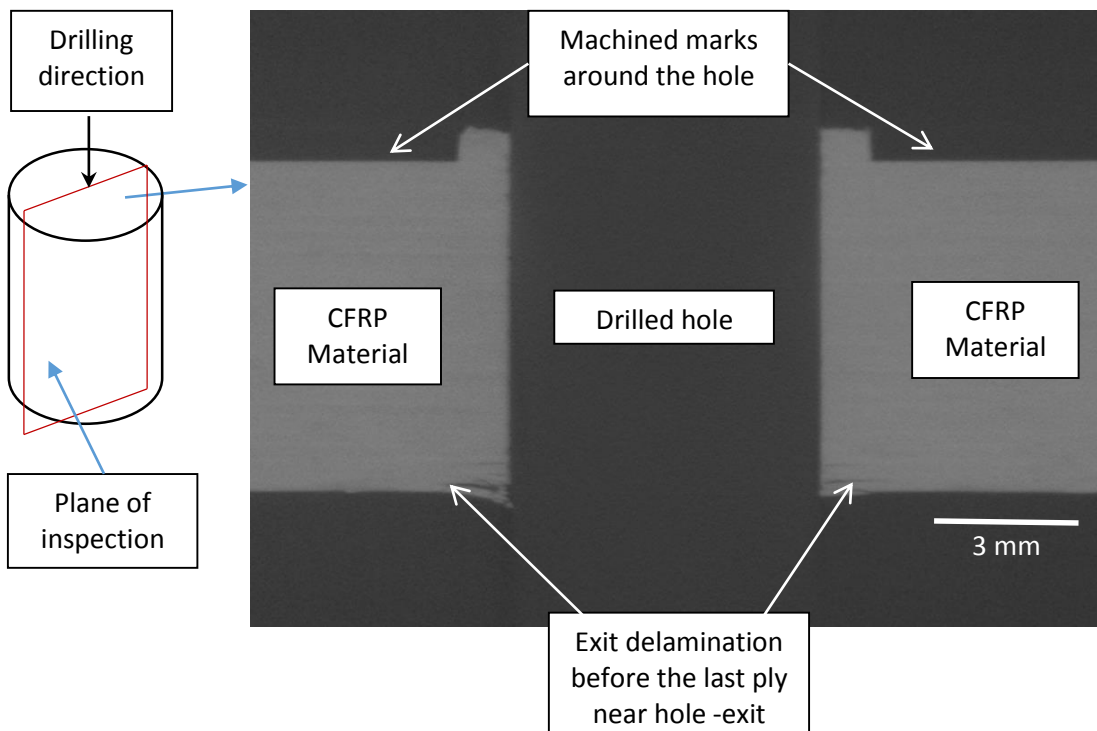 Drilling
direction
Machined marks
around the hole
CFRP
Material
Drilled hole
CFRP
Material
Plane of
inspection
3 mm
Exit delamination
before the last ply
near hole -exit